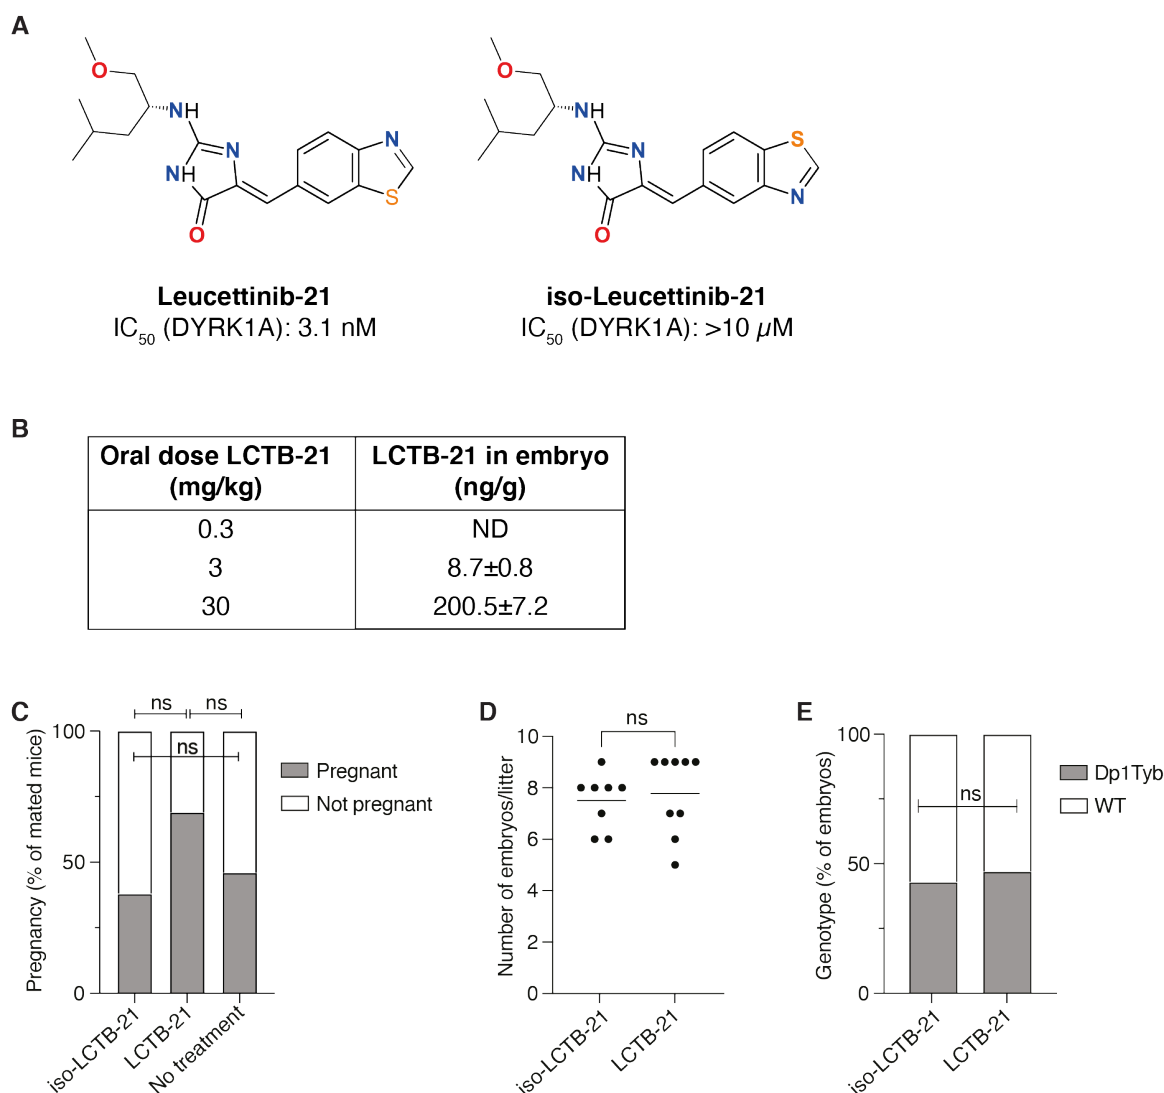 A
O
NH
N
NH
O
N
S
O
NH
N
NH
O
S
N
Leucettinib-21
IC50 (DYRK1A): 3.1 nM
iso-Leucettinib-21
IC50 (DYRK1A): >10 µM
B
Oral dose LCTB-21
(mg/kg)
LCTB-21 in embryo
(ng/g)
0.3 ND
3 8.7±0.8
30 200.5±7.2
C
Pregnancy (% of mated mice)
100
50
0
ns ns
ns
Pregnant
Not pregnant
iso-LCTB-21
LCTB-21
No treatment
D
Number of embryos/litter
10
8
6
4
2
0
ns
iso-LCTB-21
LCTB-21
E
Genotype (% of embryos)
100
50
0
ns
Dp1Tyb
WT
iso-LCTB-21
LCTB-21